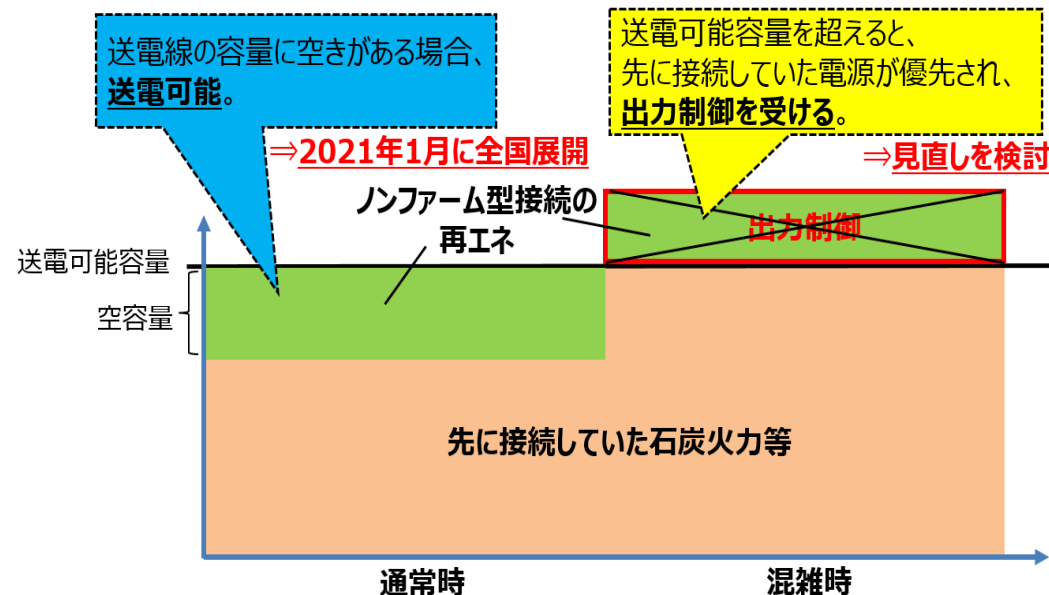 送電線の容量に空きがある場合、
送電可能。
⇒2021年1月に全国展開
送電可能容量を超えると、
先に接続していた電源が優先され、
出力制御を受ける。
⇒見直しを検討
ノンファーム型接続の
再エネ
出力制御
送電可能容量
空容量
先に接続していた石炭火力等
通常時
混雑時